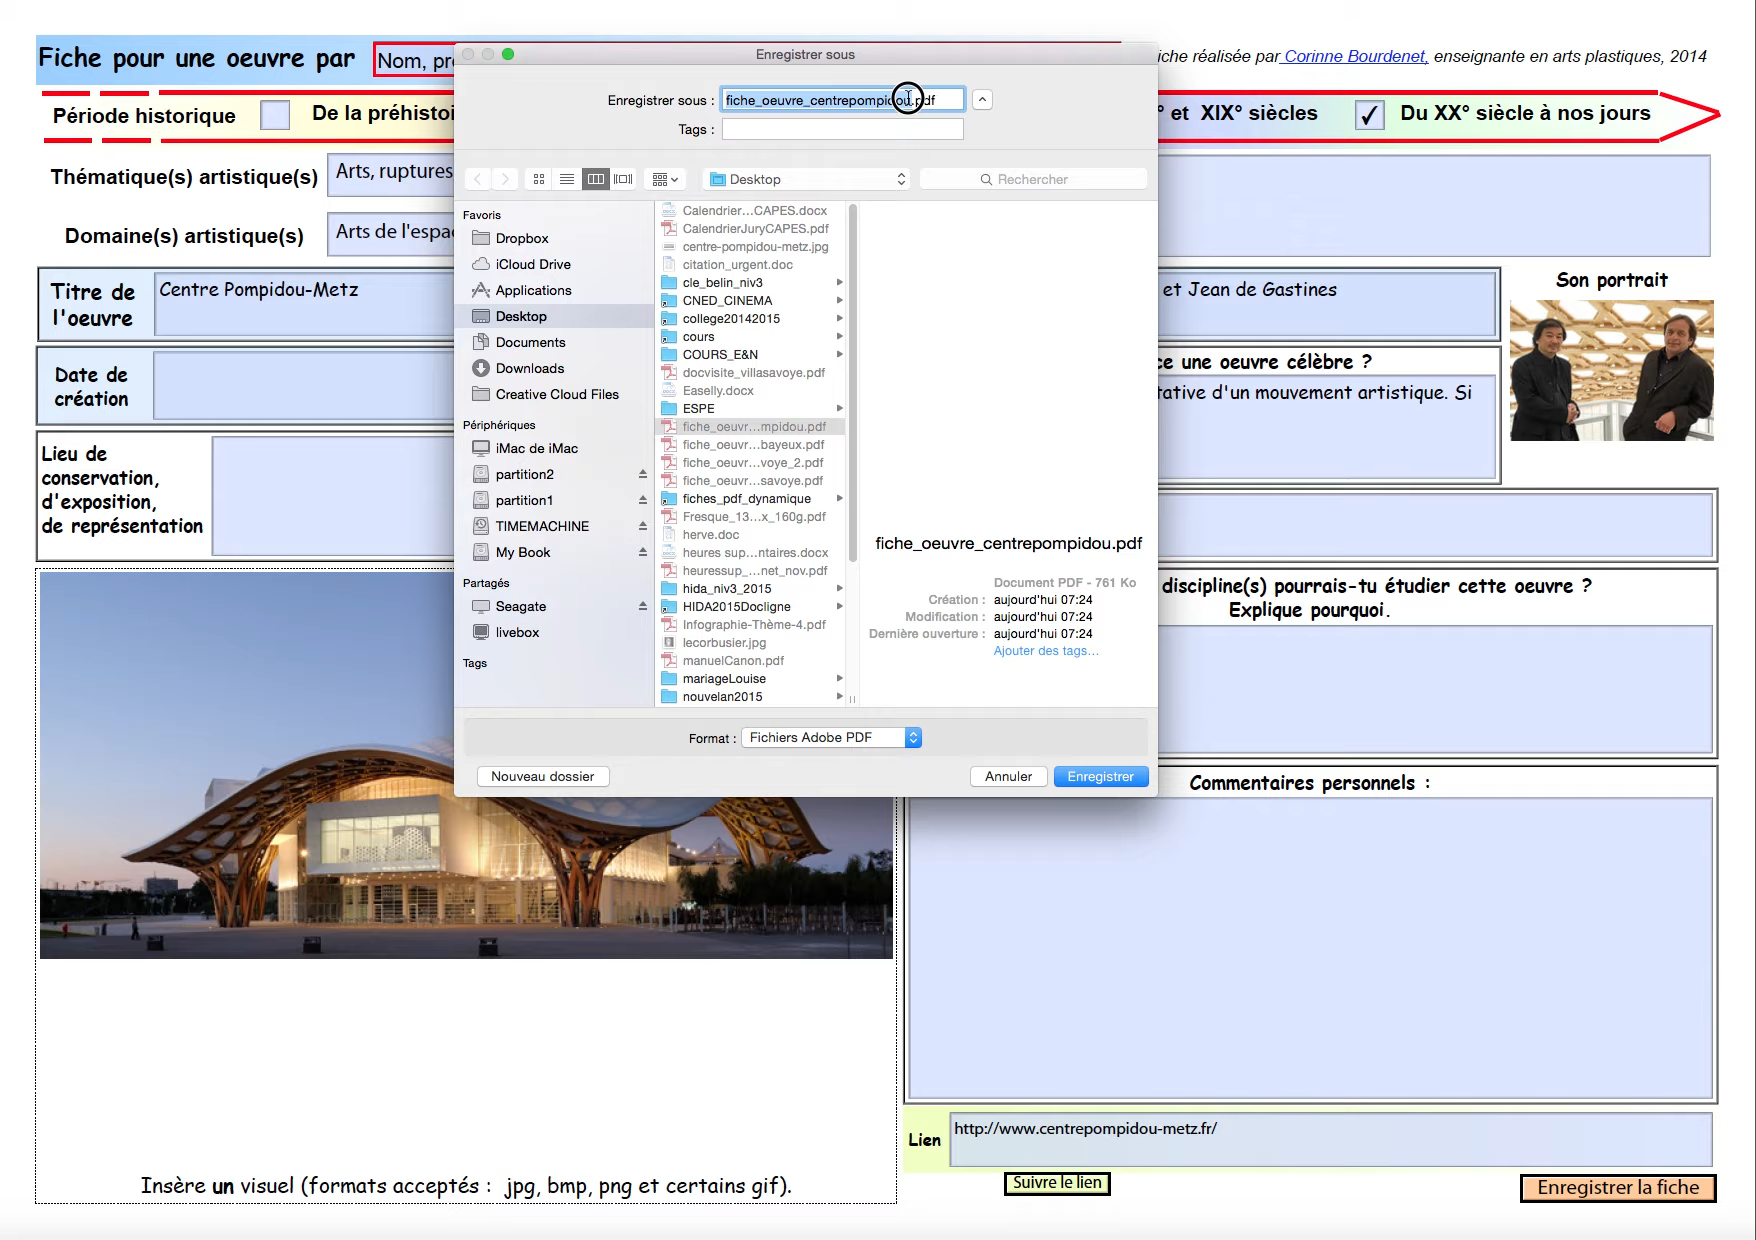 Fiche pour une oeuvre par
Nom, pr
Enregistrer sous
iche réalisée par Corinne Bourdenet, enseignante en arts plastiques, 2014
Période historique
De la préhistoi
° et XIX° siècles
Du XX° siècle à nos jours
Thématique(s) artistique(s)
Arts, ruptures
Domaine(s) artistique(s)
Arts de l'espa
Titre de
l'oeuvre
Centre Pompidou-Metz
et Jean de Gastines
Son portrait
Date de
création
ce une oeuvre célèbre ?
tative d'un mouvement artistique. Si
Lieu de
conservation,
d'exposition,
de représentation
Enregistrer sous :
fiche_oeuvre_centrepompidou.pdf
Tags :
Desktop
Rechercher
Favoris
Dropbox
iCloud Drive
Applications
Desktop
Documents
Downloads
Creative Cloud Files
Périphériques
iMac de iMac
partition2
partition1
TIMEMACHINE
My Book
Partagés
Seagate
livebox
Tags
Calendrier...CAPES.docx
CalendrierJuryCAPES.pdf
centre-pompidou-metz.jpg
citation_urgent.doc
cle_belin_niv3
CNED_CINEMA
college20142015
cours
COURS_E&N
docvisite_villasavoye.pdf
Easelly.docx
ESPE
fiche_oeuvr...mpidou.pdf
fiche_oeuvr...bayeux.pdf
fiche_oeuvr...voye_2.pdf
fiche_oeuvr...savoye.pdf
fiches_pdf_dynamique
Fresque_13...x_160g.pdf
herve.doc
heures sup...ntaires.docx
heuressup_...net_nov.pdf
hida_niv3_2015
HIDA2015Docligne
Infographie-Thème-4.pdf
lecorbusier.jpg
manuelCanon.pdf
mariageLouise
nouvelan2015
fiche_oeuvre_centrepompidou.pdf
Document PDF - 761 Ko
Création : aujourd'hui 07:24
Modification : aujourd'hui 07:24
Dernière ouverture : aujourd'hui 07:24
Ajouter des tags...
Format : Fichiers Adobe PDF
Nouveau dossier
Annuler
Enregistrer
discipline(s) pourrais-tu étudier cette oeuvre ?
Explique pourquoi.
Commentaires personnels :
Lien
http://www.centrepompidou-metz.fr/
Suivre le lien
Enregistrer la fiche
Insère un visuel (formats acceptés : jpg, bmp, png et certains gif).